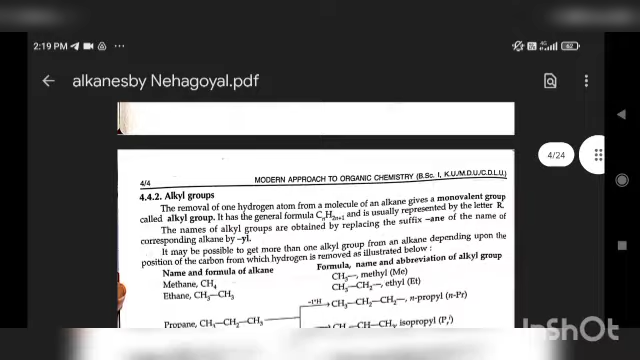 2:19 PM
62
alkanesby Nehagoyal.pdf
4/24
4/4
MODERN APPROACH TO ORGANIC CHEMISTRY (B.Sc. I, K.U./M.D.U./C.D.L.U.)
4.4.2. Alkyl groups
The removal of one hydrogen atom from a molecule of an alkane gives a monovalent group
called alkyl group. It has the general formula CnH2n+1 and is usually represented by the letter R.
The names of alkyl groups are obtained by replacing the suffix –ane of the name of
corresponding alkane by –yl.
It may be possible to get more than one alkyl group from an alkane depending upon the
position of the carbon from which hydrogen is removed as illustrated below :
Name and formula of alkane
Formula, name and abbreviation of alkyl group
Methane, CH4
CH3—, methyl (Me)
Ethane, CH3—CH3
CH3—CH2—, ethyl (Et)
–1°H
CH3—CH2—CH2—, n-propyl (n-Pr)
Propane, CH3—CH2—CH3
isopropyl
InShOt